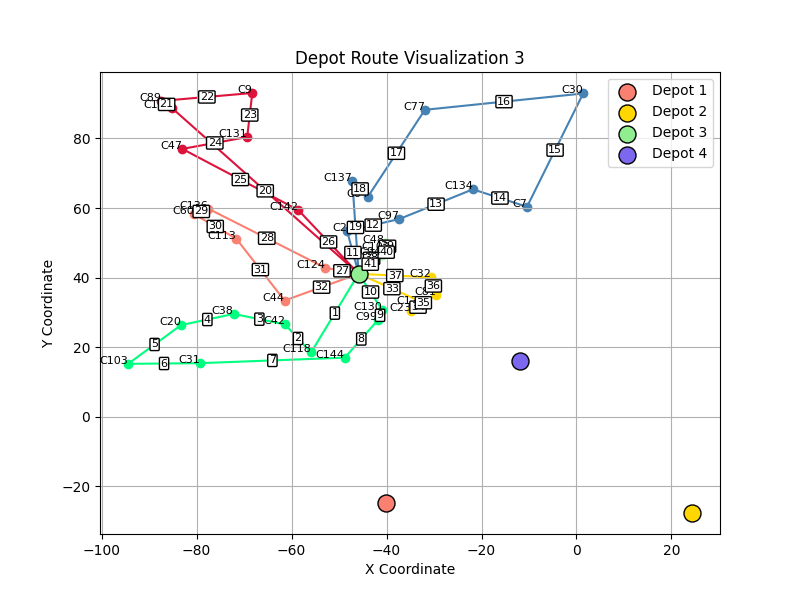 Depot Route Visualization 3
Depot 1
Depot 2
Depot 3
Depot 4
Y Coordinate
80
60
40
20
0
−20
−100
−80
−60
−40
−20
0
20
X Coordinate
C89
21
22
C9
23
C131
24
C47
25
20
C142
26
C77
16
C30
17
15
C137
18
19
12
C97
13
C134
14
C7
11
29
30
C113
28
C124
27
31
32
C44
48
40
41
37
C32
36
33
35
10
C130
9
C99
1
2
C118
C42
3
C38
4
C20
5
C103
6
C31
7
C144
8